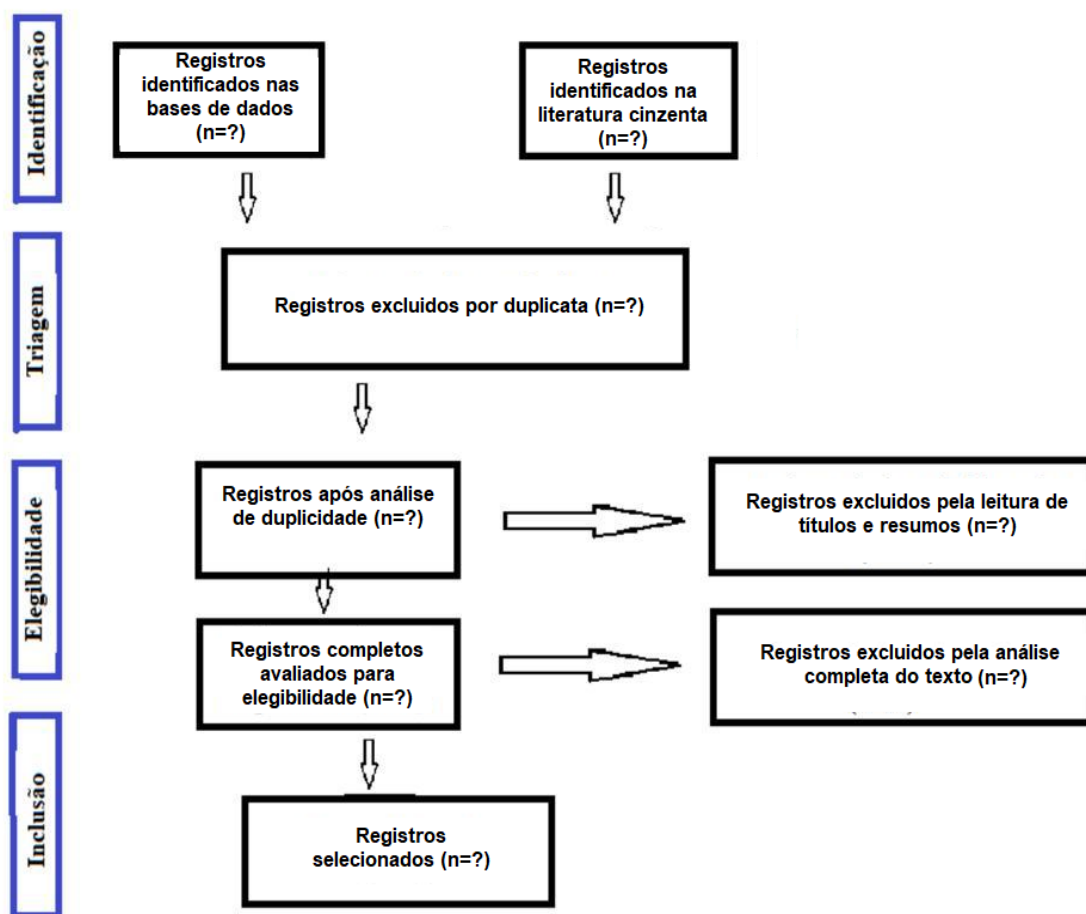 Identificação
Registros
identificados nas
bases de dados
(n=?)
Registros
identificados na
literatura cinzenta
(n=?)
Triagem
Registros excluidos por duplicata (n=?)
Elegibilidade
Registros após análise
de duplicidade (n=?)
Registros excluidos pela leitura de
títulos e resumos (n=?)
Registros completos
avaliados para
elegibilidade (n=?)
Registros excluidos pela análise
completa do texto (n=?)
Inclusão
Registros
selecionados (n=?)